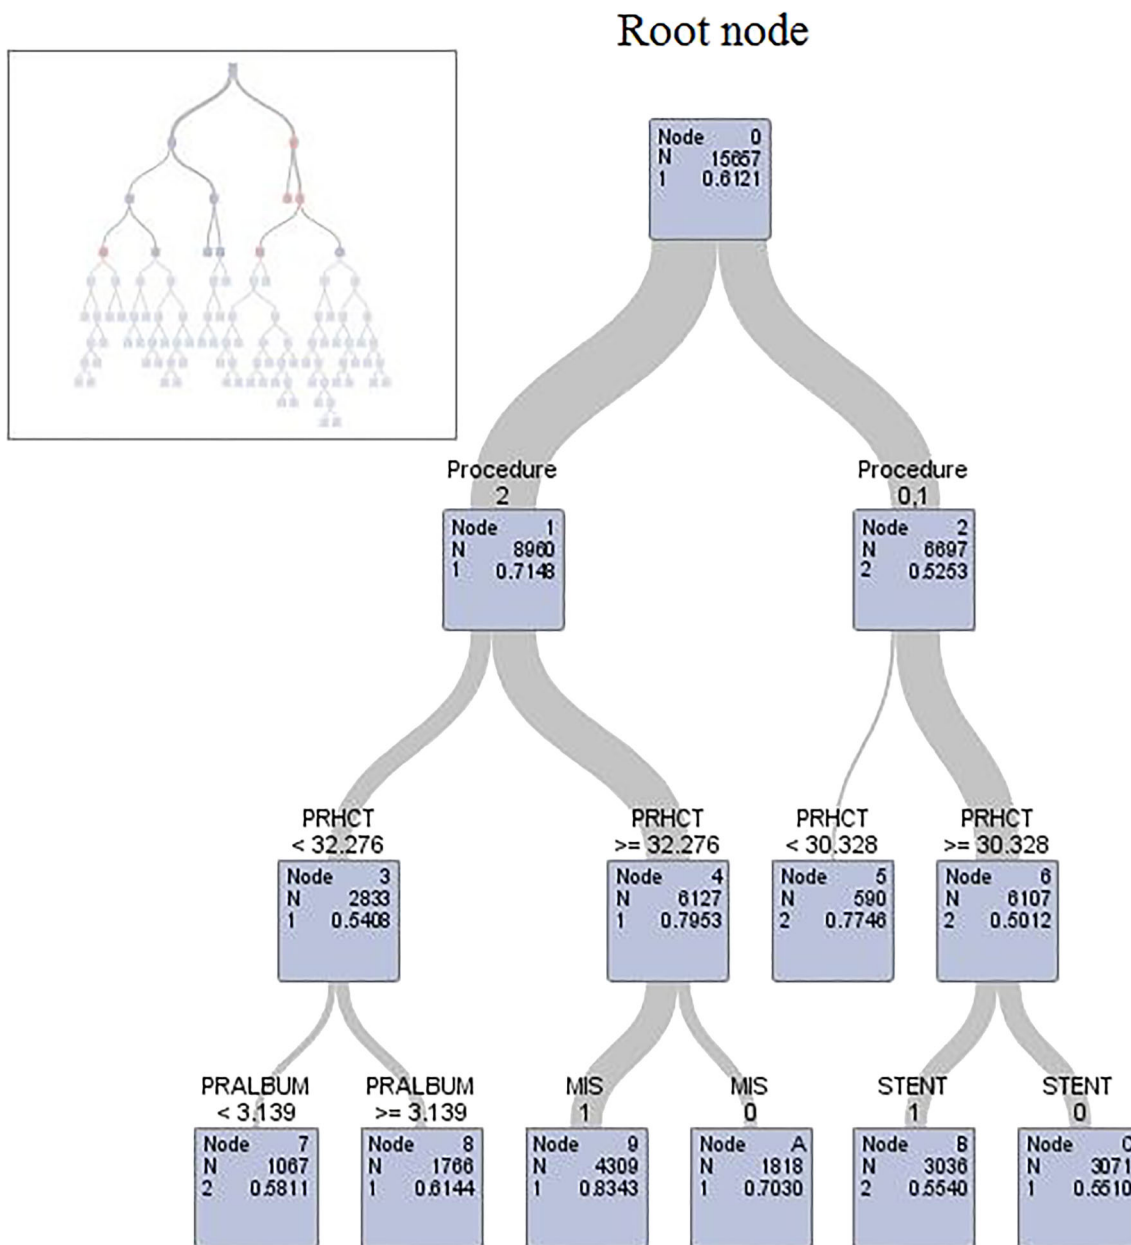 Root node
Node 0
N 15657
1 0.6121
Procedure
2
Procedure
0,1
Node 1
N 8960
1 0.7148
Node 2
N 6697
2 0.5253
PRHCT
< 32.276
PRHCT
>= 32.276
PRHCT
< 30.328
PRHCT
>= 30.328
Node 3
N 2833
1 0.5408
Node 4
N 6127
1 0.7953
Node 5
N 590
2 0.7746
Node 6
N 6107
2 0.5012
PRALBUM
< 3.139
PRALBUM
>= 3.139
MIS
1
MIS
0
STENT
1
STENT
0
Node 7
N 1067
2 0.5811
Node 8
N 1766
1 0.6144
Node 9
N 4309
1 0.8343
Node A
N 1818
1 0.7030
Node B
N 3036
2 0.5540
Node C
N 3071
1 0.5510